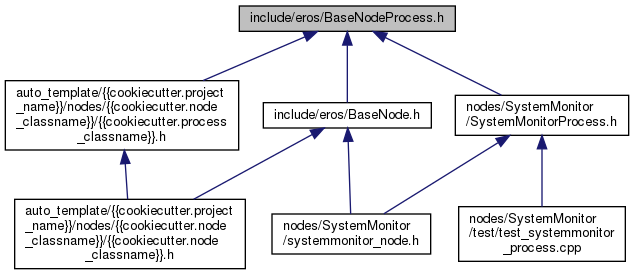 include/eros/BaseNodeProcess.h
auto_template/{{cookiecutter.project
_name}}/nodes/{{cookiecutter.node
_classname}}/{{cookiecutter.process
_classname}}.h
include/eros/BaseNode.h
nodes/SystemMonitor
/SystemMonitorProcess.h
auto_template/{{cookiecutter.project
_name}}/nodes/{{cookiecutter.node
_classname}}/{{cookiecutter.node
_classname}}.h
nodes/SystemMonitor
/systemmonitor_node.h
nodes/SystemMonitor
/test/test_systemmonitor
_process.cpp